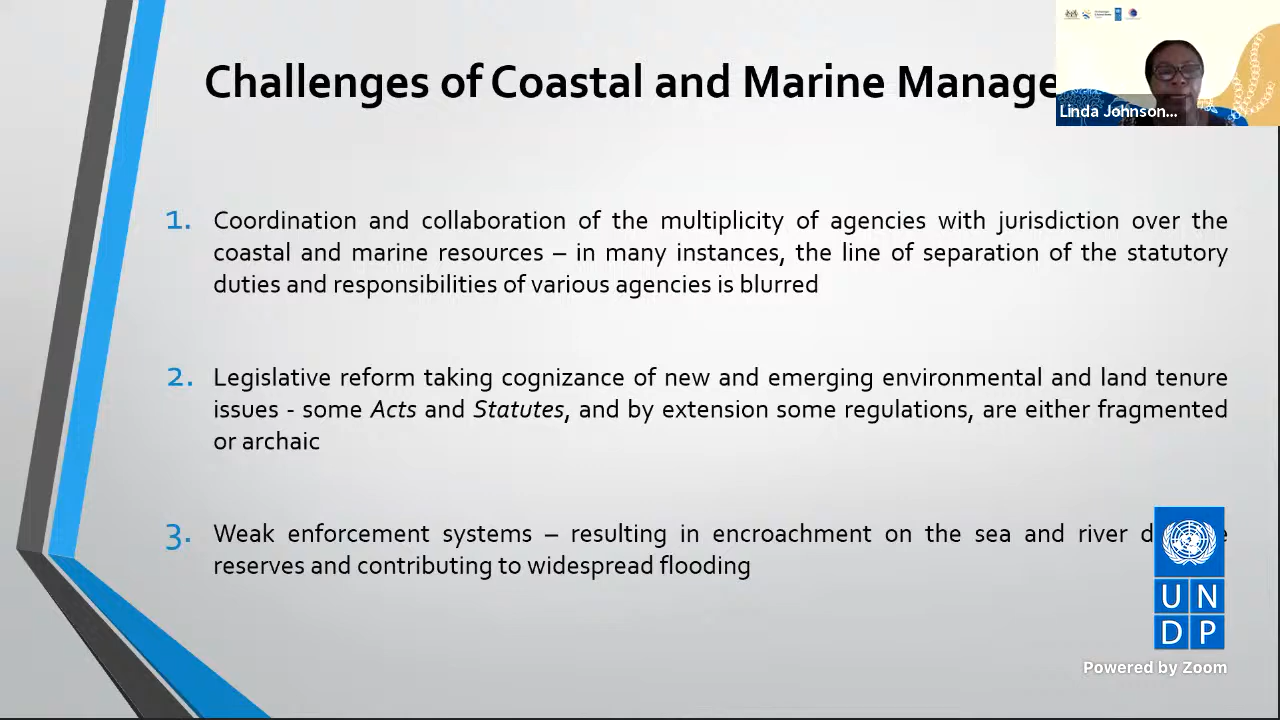 Challenges of Coastal and Marine Manage
Linda Johnson...
1. Coordination and collaboration of the multiplicity of agencies with jurisdiction over the
coastal and marine resources – in many instances, the line of separation of the statutory
duties and responsibilities of various agencies is blurred
2. Legislative reform taking cognizance of new and emerging environmental and land tenure
issues - some Acts and Statutes, and by extension some regulations, are either fragmented
or archaic
3. Weak enforcement systems – resulting in encroachment on the sea and river
reserves and contributing to widespread flooding
U N
D P
Powered by Zoom